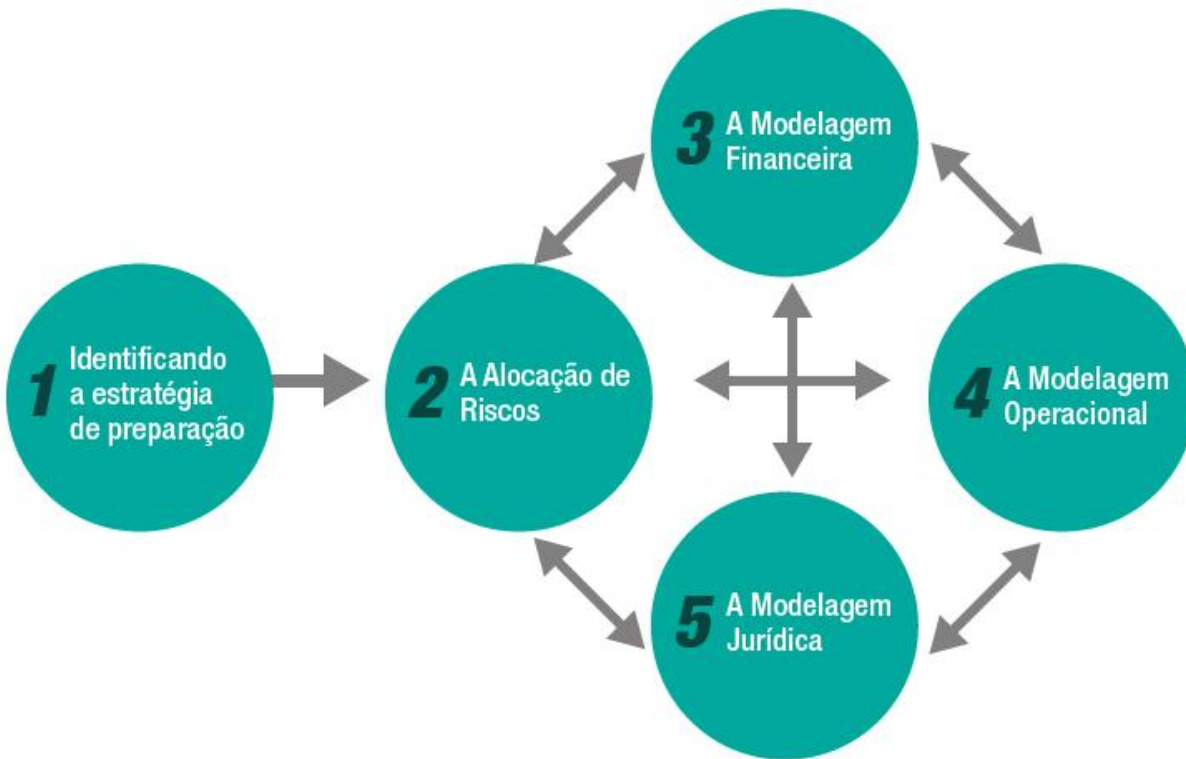 1 Identificando
a estratégia
de preparação
2 A Alocação de
Riscos
3 A Modelagem
Financeira
4 A Modelagem
Operacional
5 A Modelagem
Jurídica